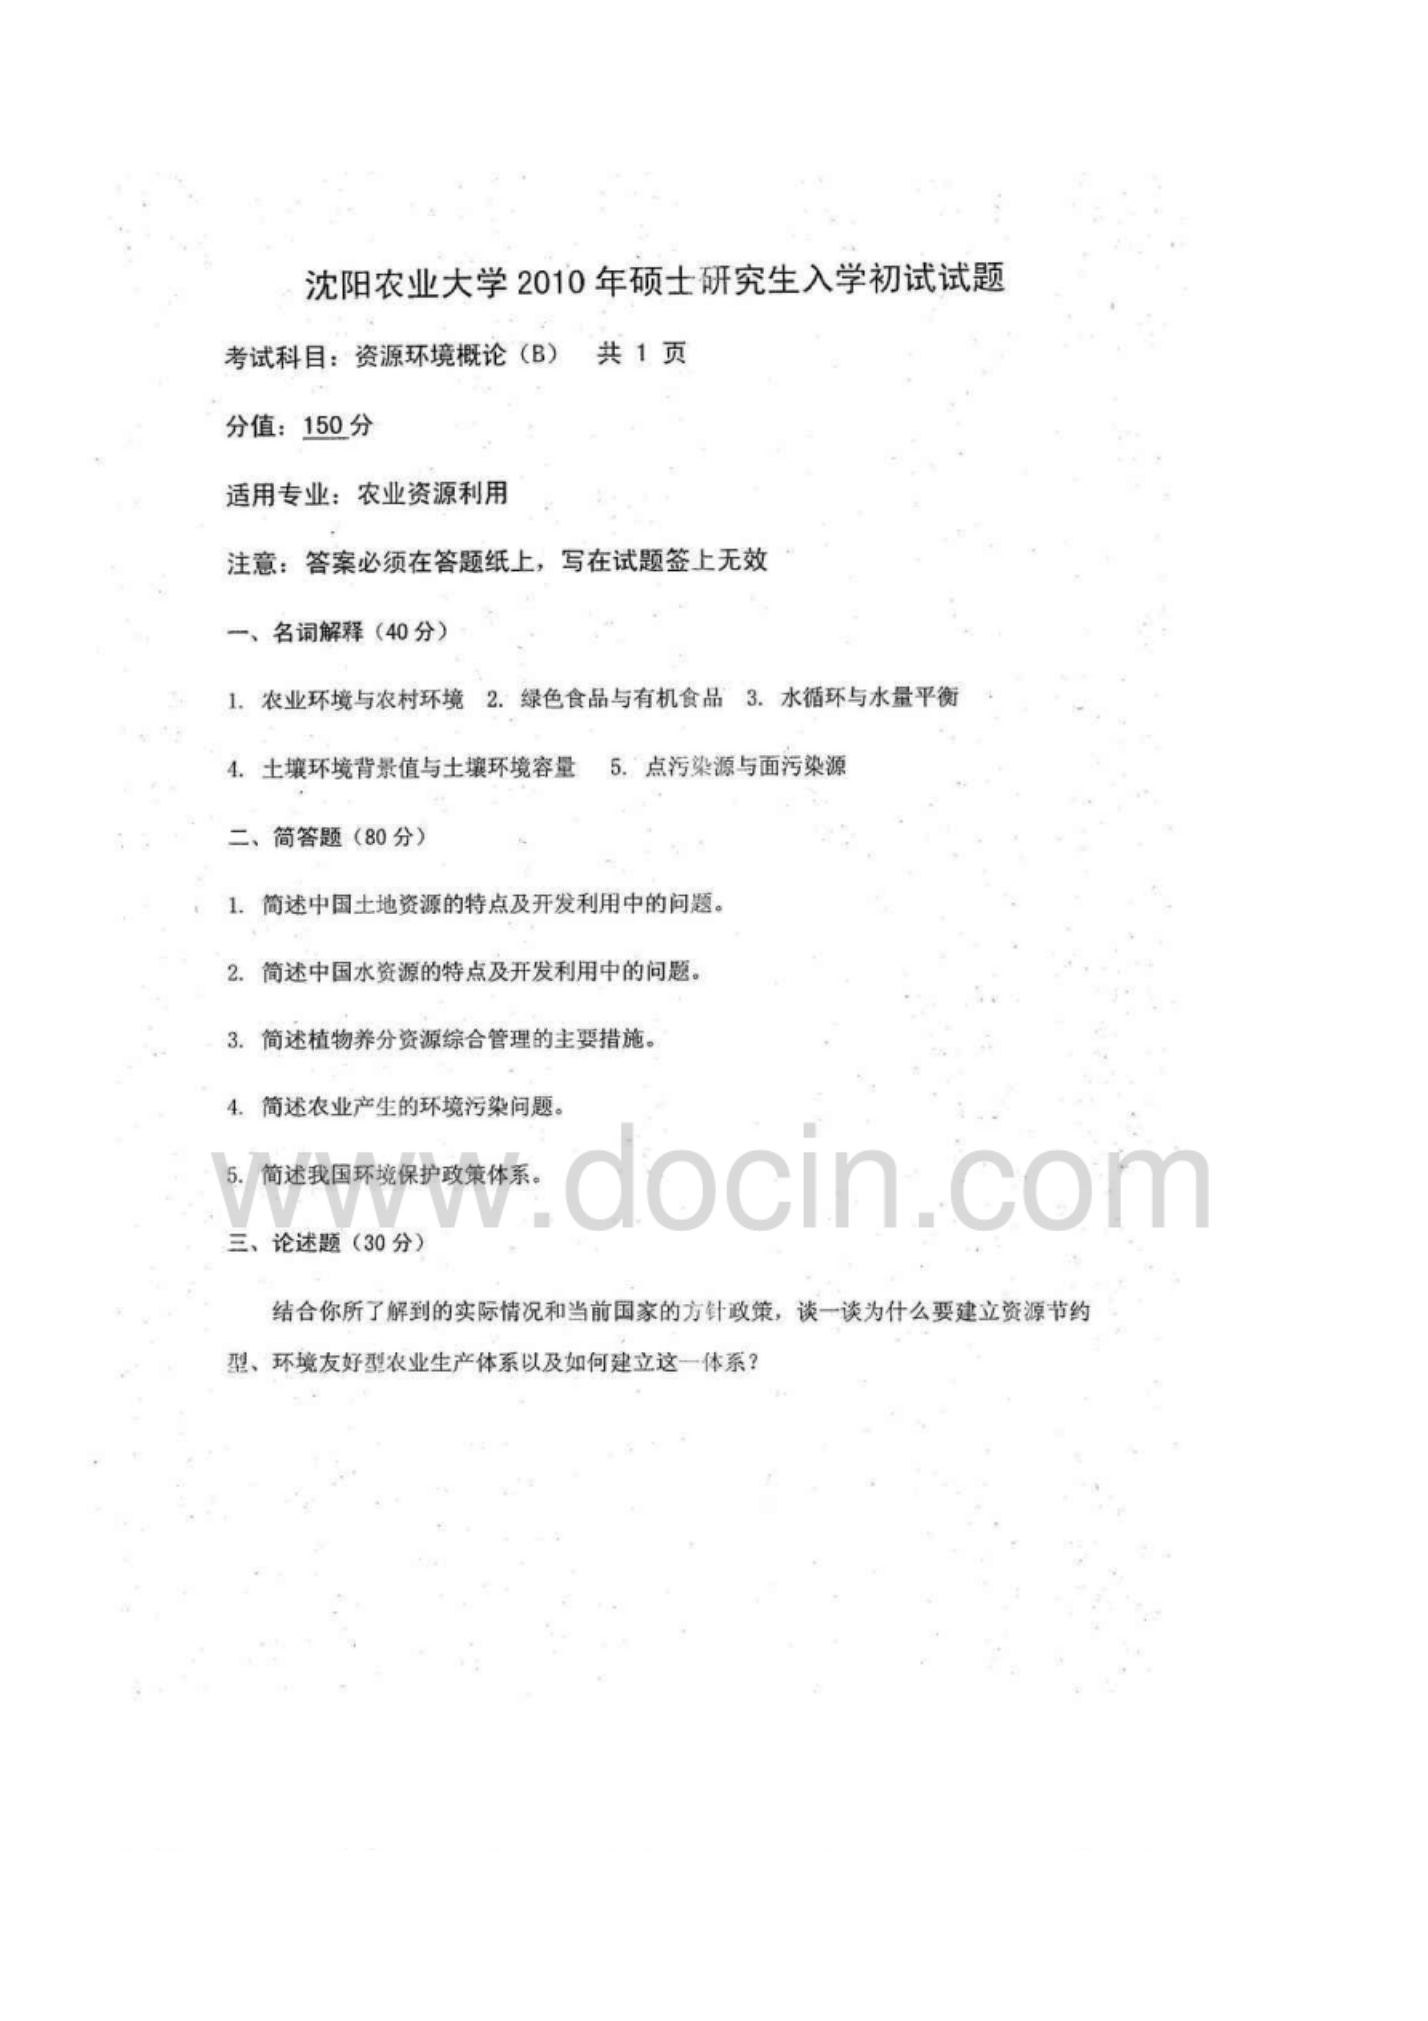 沈阳农业大学2010年硕士研究生入学初试试题
考试科目：资源环境概论（B） 共 1 页
分值：150分
适用专业：农业资源利用
注意：答案必须在答题纸上，写在试题签上无效
一、名词解释（40分）
1. 农业环境与农村环境 2. 绿色食品与有机食品 3. 水循环与水量平衡
4. 土壤环境背景值与土壤环境容量 5. 点污染源与面污染源
二、简答题（80分）
1. 简述中国土地资源的特点及开发利用中的问题。
2. 简述中国水资源的特点及开发利用中的问题。
3. 简述植物养分资源综合管理的主要措施。
4. 简述农业产生的环境污染问题。
5. 简述我国环境保护政策体系。
www.docin.com
三、论述题（30分）
结合你所了解到的实际情况和当前国家的方针政策，谈一谈为什么要建立资源节约
型、环境友好型农业生产体系以及如何建立这一体系？